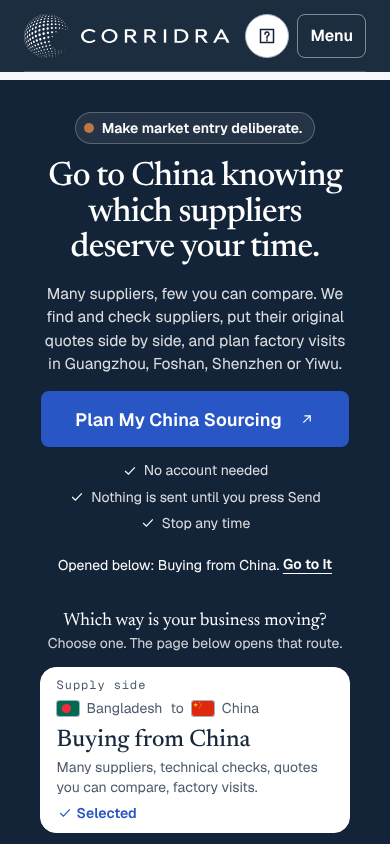 CORRIDRA
Menu
Make market entry deliberate.
Go to China knowing
which suppliers
deserve your time.
Many suppliers, few you can compare. We
find and check suppliers, put their original
quotes side by side, and plan factory visits
in Guangzhou, Foshan, Shenzhen or Yiwu.
Plan My China Sourcing ↗
✓ No account needed
✓ Nothing is sent until you press Send
✓ Stop any time
Opened below: Buying from China. Go to It
Which way is your business moving?
Choose one. The page below opens that route.
Supply side
Bangladesh to China
Buying from China
Many suppliers, technical checks, quotes
you can compare, factory visits.
✓ Selected